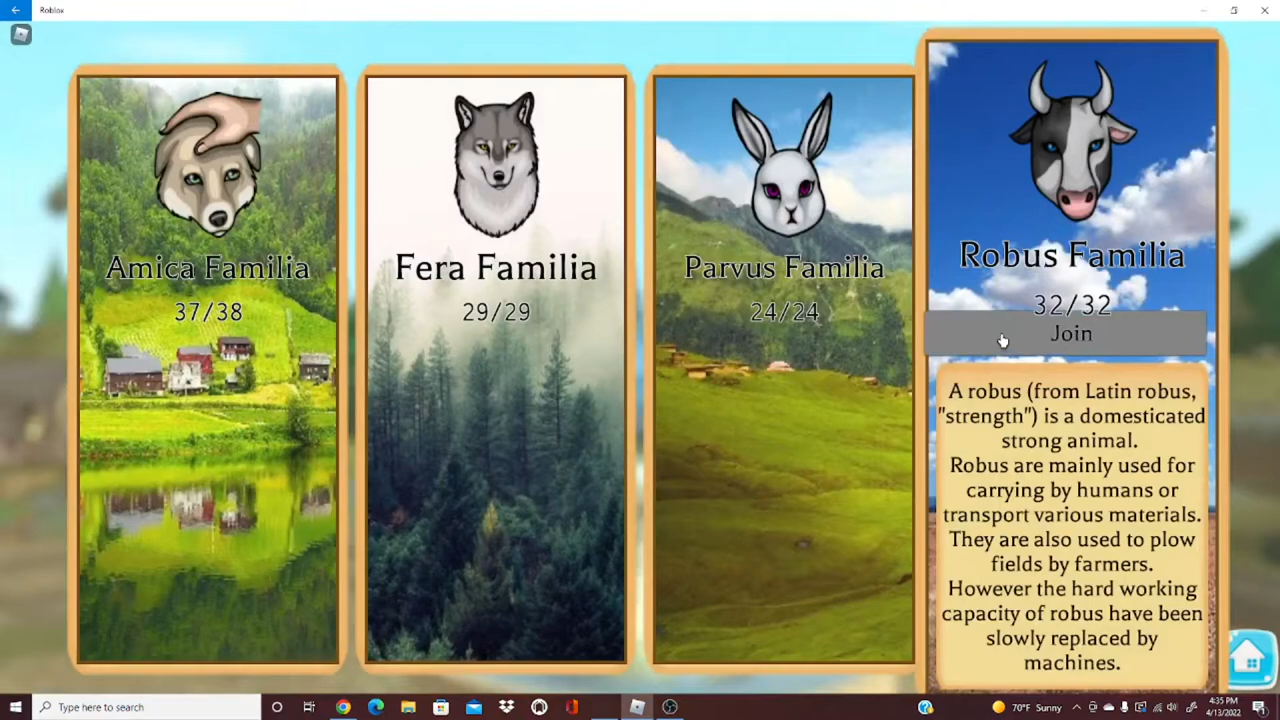 Roblox
Amica Familia
37/38
Fera Familia
29/29
Parvus Familia
24/24
Robus Familia
32/32
Join
A robus (from Latin robus,
"strength") is a domesticated
strong animal.
Robus are mainly used for
carrying by humans or
transport various materials.
They are also used to plow
fields by farmers.
However the hard working
capacity of robus have been
slowly replaced by
machines.
Type here to search
70°F Sunny
4:35 PM
4/13/2022